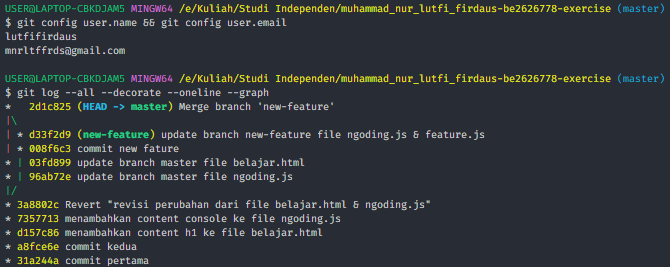 USER@LAPTOP-CBKDJAM5 MINGW64 /e/Kuliah/Studi Independen/muhammad_nur_lutfi_firdaus-be2626778-exercise (master)
$ git config user.name && git config user.email
lutfifirdaus
mnrltffrds@gmail.com
USER@LAPTOP-CBKDJAM5 MINGW64 /e/Kuliah/Studi Independen/muhammad_nur_lutfi_firdaus-be2626778-exercise (master)
$ git log --all --decorate --oneline --graph
*   2d1c825 (HEAD -> master) Merge branch 'new-feature'
|\
| * d33f2d9 (new-feature) update branch new-feature file ngoding.js & feature.js
| * 008f6c3 commit new fature
* | 03fd899 update branch master file belajar.html
* | 96ab72e update branch master file ngoding.js
|/
* 3a8802c Revert "revisi perubahan dari file belajar.html & ngoding.js"
* 7357713 menambahkan content console ke file ngoding.js
* d157c86 menambahkan content h1 ke file belajar.html
* a8fce6e commit kedua
* 31a244a commit pertama